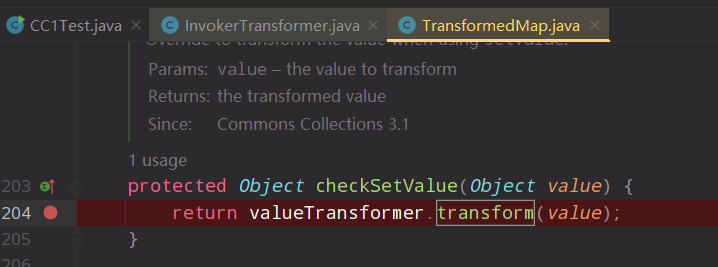 CC1Test.java × InvokerTransformer.java × TransformedMap.java ×
Override to transform the value when using setValue.
Params: value – the value to transform
Returns: the transformed value
Since: Commons Collections 3.1
1 usage
203 protected Object checkSetValue(Object value) {
204 return valueTransformer.transform(value);
205 }
206